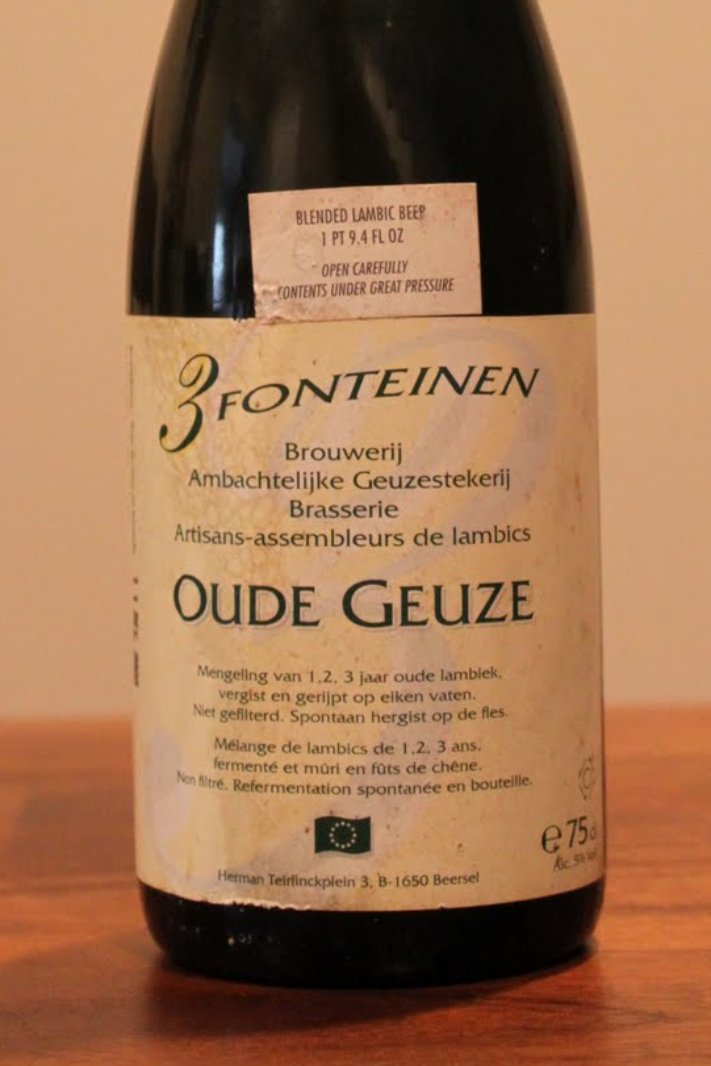 BLENDED LAMBIC BEER
1 PT 9.4 FL OZ
OPEN CAREFULLY
CONTENTS UNDER GREAT PRESSURE
3 FONTEINEN
Brouwerij
Ambachtelijke Geuzestekerij
Brasserie
Artisans-assembleurs de lambics
OUDE GEUZE
Mengeling van 1,2, 3 jaar oude lambiek,
vergist en gerijpt op eiken vaten.
Niet gefilterd. Spontaan hergist op de fles.
Mélange de lambics de 1,2, 3 ans,
fermenté et mûri en fûts de chêne.
Non filtré. Refermentation spontanée en bouteille.
e 75 cl
Alc. 5% vol
Herman Teirlinckplein 3, B-1650 Beersel